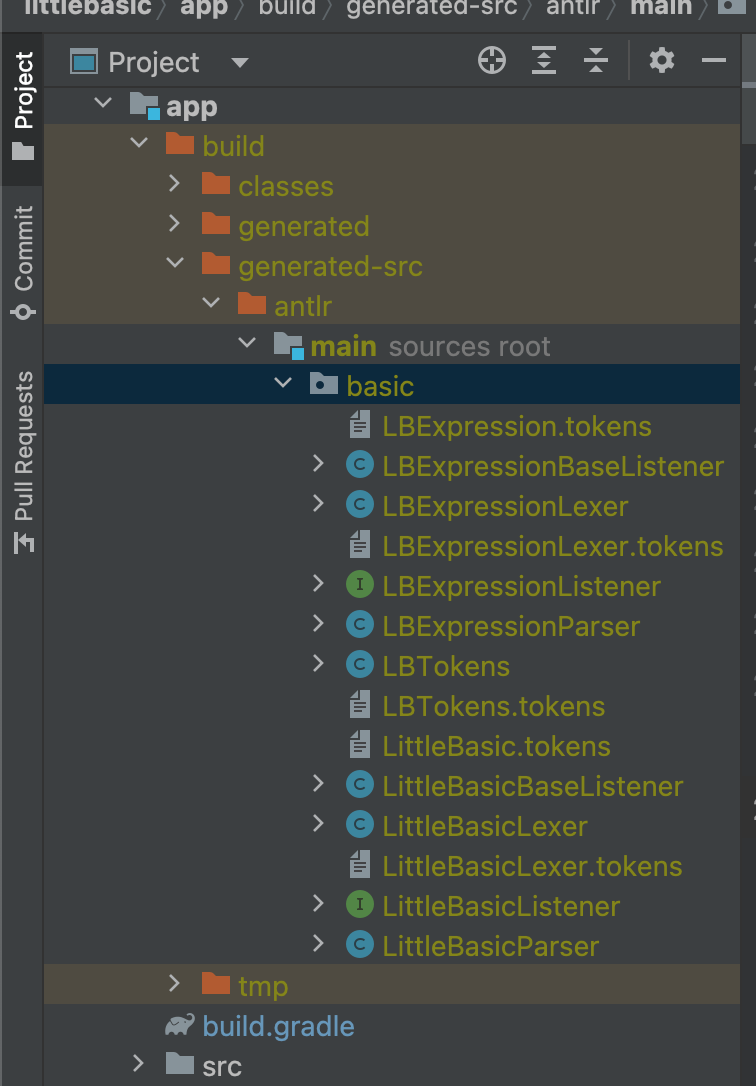 littlebasic app build generated-src antlr main
Project
Project
Commit
Pull Requests
app
build
classes
generated
generated-src
antlr
main sources root
basic
LBExpression.tokens
C LBExpressionBaseListener
C LBExpressionLexer
LBExpressionLexer.tokens
I LBExpressionListener
C LBExpressionParser
C LBTokens
LBTokens.tokens
LittleBasic.tokens
C LittleBasicBaseListener
C LittleBasicLexer
LittleBasicLexer.tokens
I LittleBasicListener
C LittleBasicParser
tmp
build.gradle
src